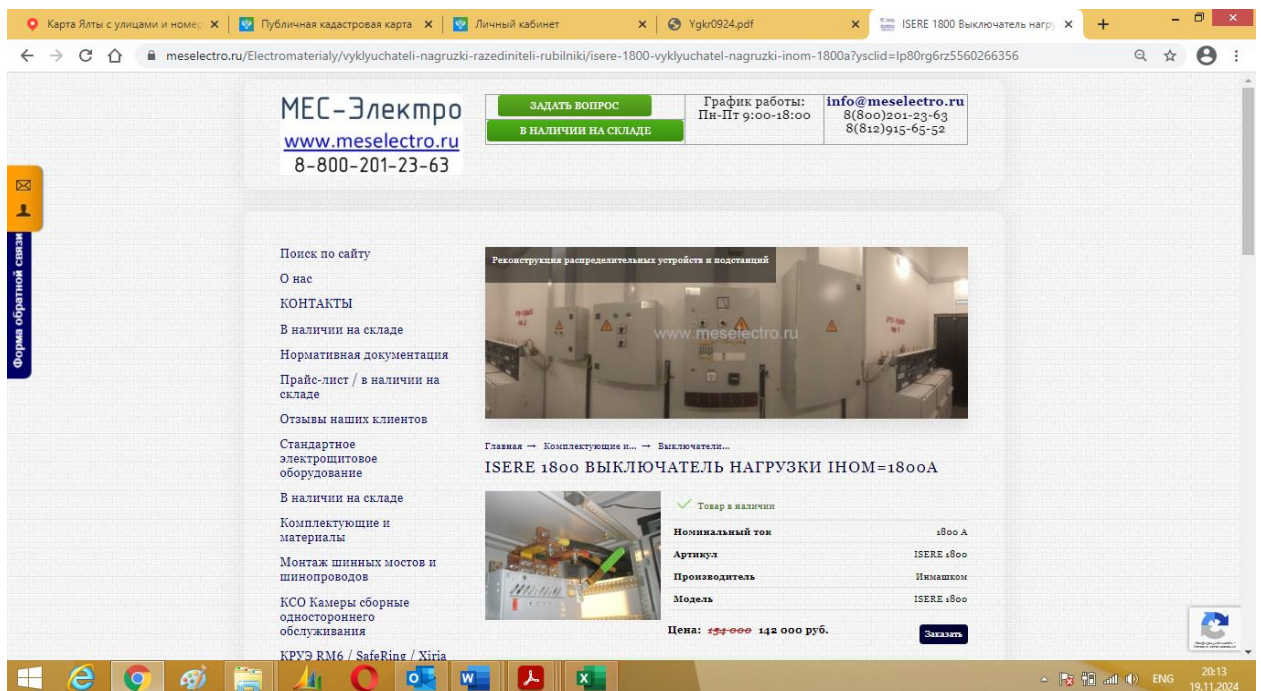 Карта Ялты с улицами и номер
Публичная кадастровая карта
Личный кабинет
Ygkr0924.pdf
ISERE 1800 Выключатель нагру
meselectro.ru/Electromaterialy/vyklyuchateli-nagruzki-razediniteli-rubilniki/isere-1800-vyklyuchatel-nagruzki-inom-1800a?ysclid=lp80rg6rz5560266356
МЕС-Электро
www.meselectro.ru
8-800-201-23-63
ЗАДАТЬ ВОПРОС
В НАЛИЧИИ НА СКЛАДЕ
График работы:
Пн-Пт 9:00-18:00
info@meselectro.ru
8(800)201-23-63
8(812)915-65-52
Форма обратной связи
Поиск по сайту
О нас
КОНТАКТЫ
В наличии на складе
Нормативная документация
Прайс-лист / в наличии на
складе
Отзывы наших клиентов
Стандартное
электрощитовое
оборудование
В наличии на складе
Комплектующие и
материалы
Монтаж шинных мостов и
шинопроводов
КСО Камеры сборные
одностороннего
обслуживания
КРУЭ RM6 / SafeRing / Xiria
Реконструкция распределительных устройств и подстанций
www.meselectro.ru
Главная → Комплектующие и... → Выключатели...
ISERE 1800 ВЫКЛЮЧАТЕЛЬ НАГРУЗКИ IНОМ=1800А
Товар в наличии
Номинальный ток 1800 А
Артикул ISERE 1800
Производитель Инмашком
Модель ISERE 1800
Цена: 154 000 142 000 руб.
Заказать
ENG
20:13
19.11.2024